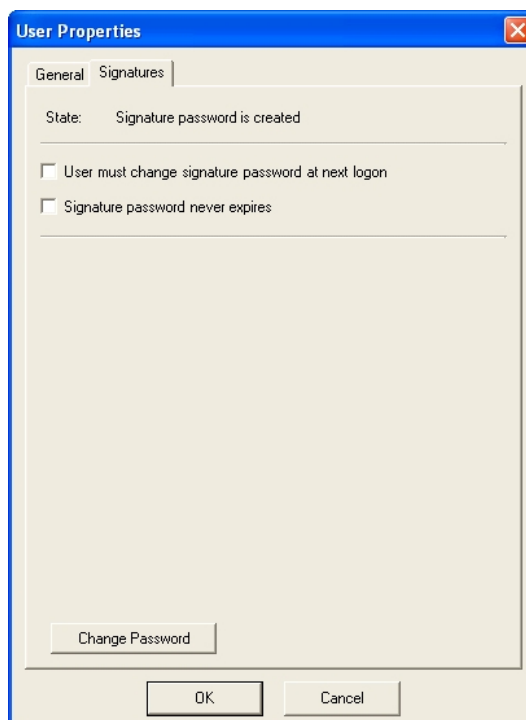 User Properties
General Signatures
State: Signature password is created
User must change signature password at next logon
Signature password never expires
Change Password
OK Cancel